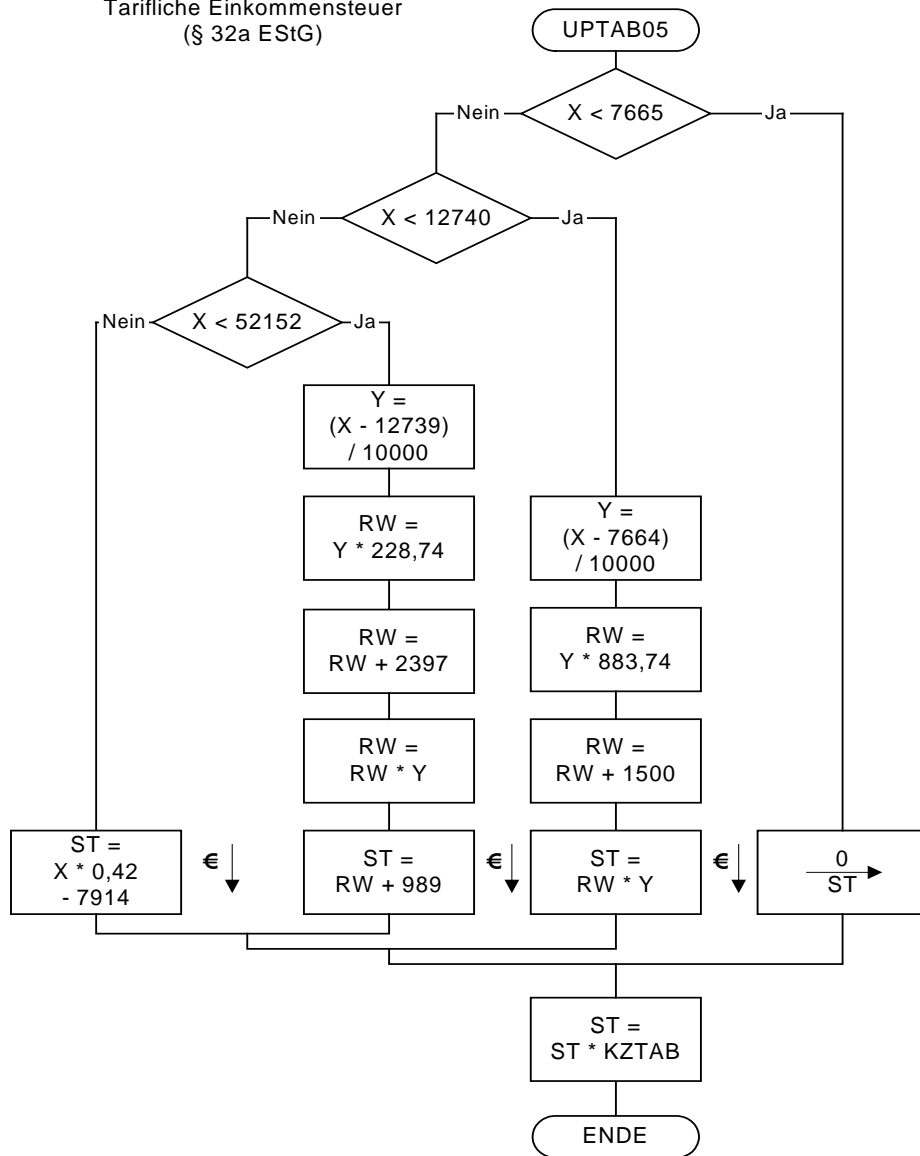 Tarifliche Einkommensteuer
(§ 32a EStG)
UPTAB05
X < 7665
Nein
Ja
X < 12740
Nein
Ja
X < 52152
Nein
Ja
Y =
(X - 12739)
/ 10000
RW =
Y * 228,74
RW =
RW + 2397
RW =
RW * Y
Y =
(X - 7664)
/ 10000
RW =
Y * 883,74
RW =
RW + 1500
ST =
X * 0,42
- 7914
€
ST =
RW + 989
€
ST =
RW * Y
€
0
ST
ST =
ST * KZTAB
ENDE